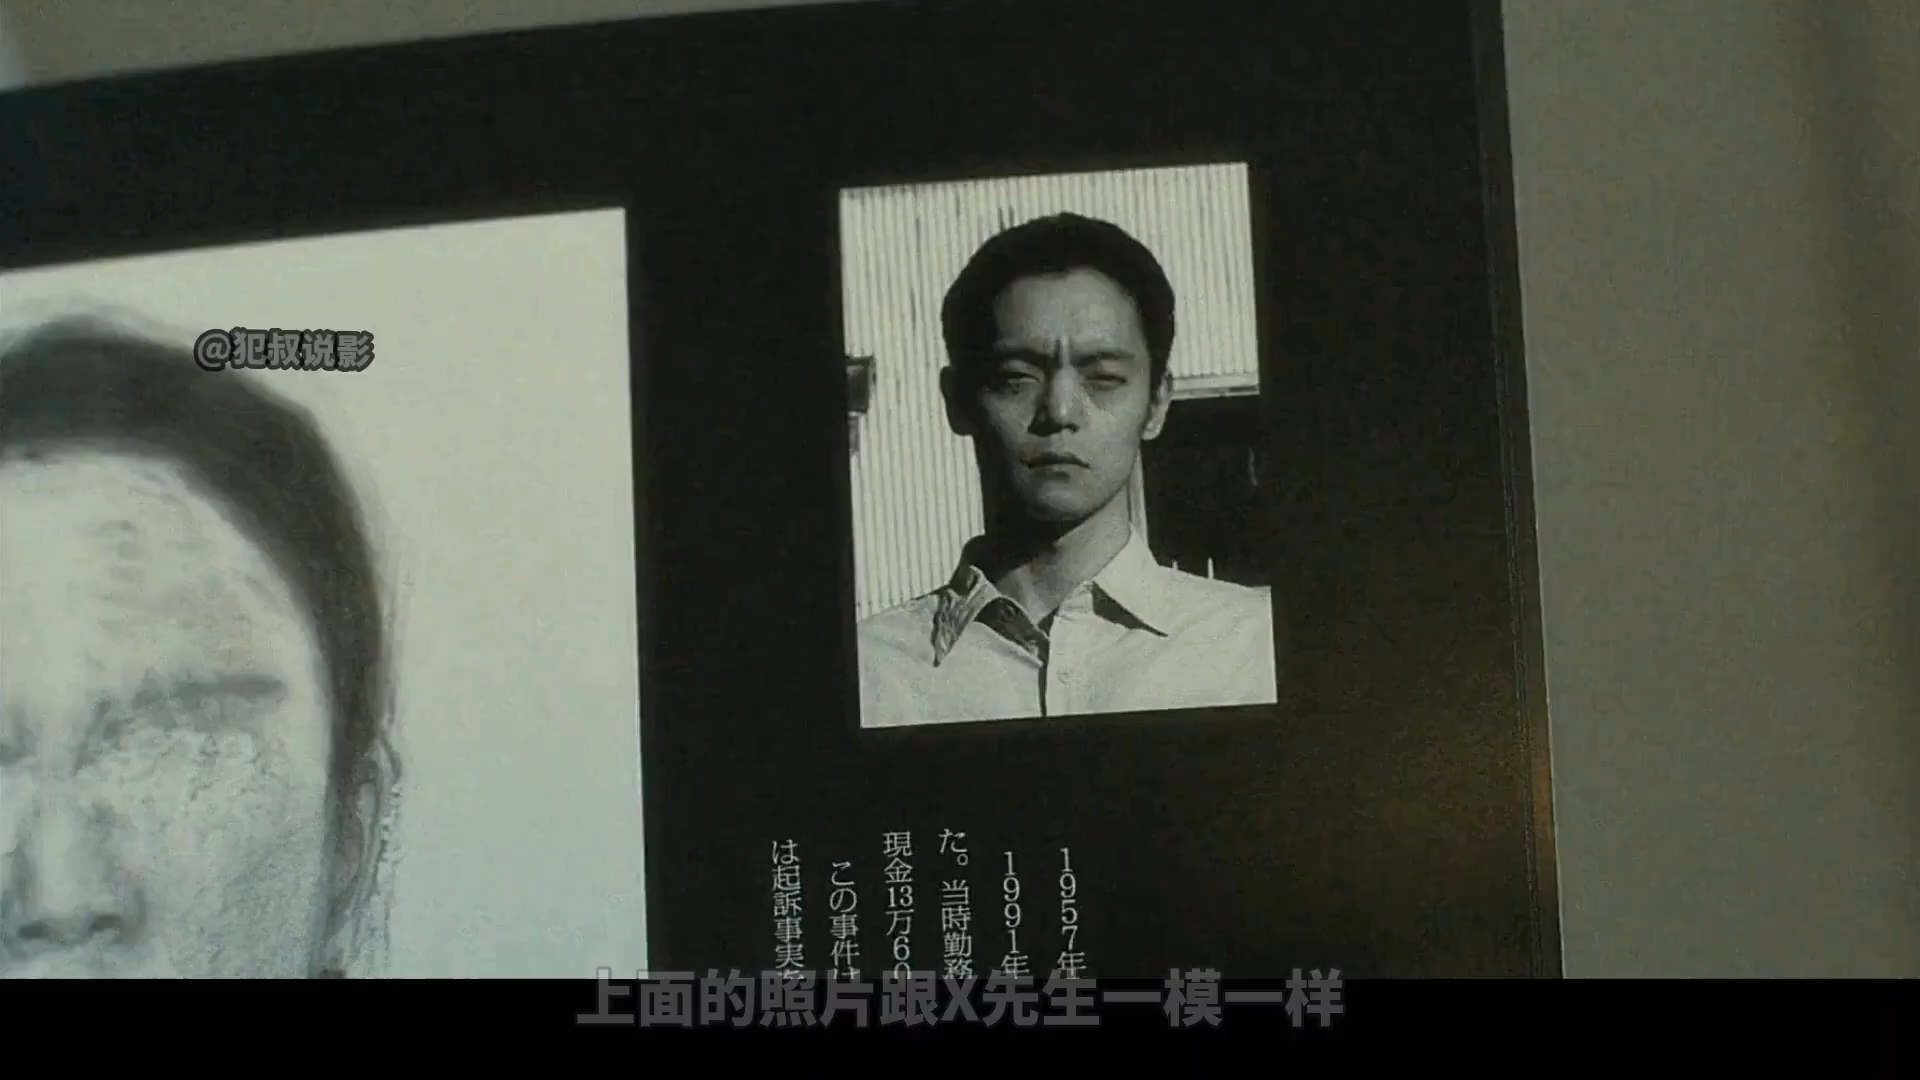 @犯叔说影
1957年
1991年
た。当時勤務
現金13万60
この事件は
は起訴事実を
上面的照片跟X先生一模一样